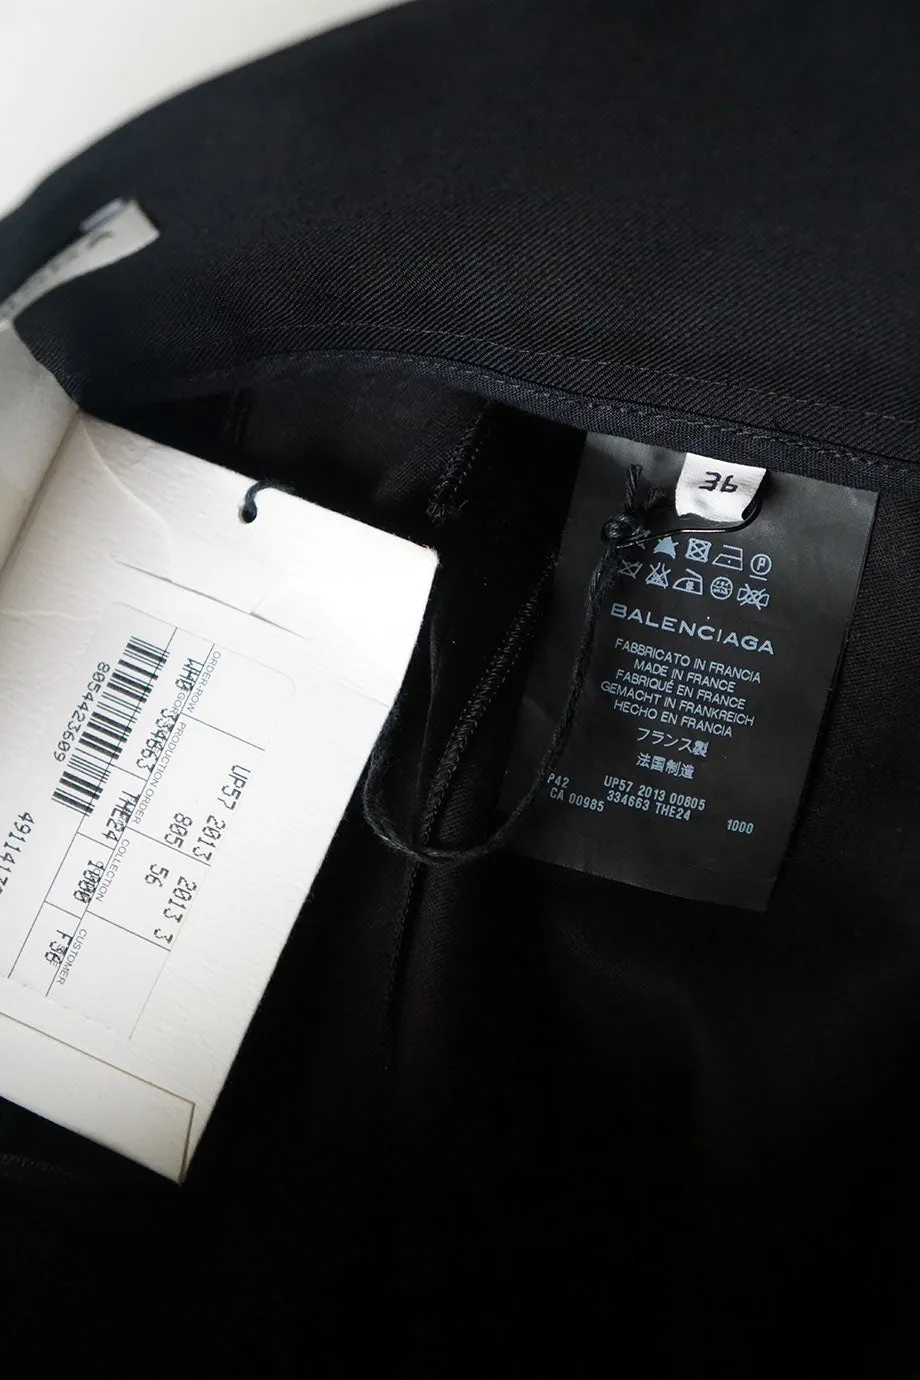 36
BALENCIAGA
FABBRICATO IN FRANCIA
MADE IN FRANCE
FABRIQUÉ EN FRANCE
GEMACHT IN FRANKREICH
HECHO EN FRANCIA
フランス製
法国制造
P42 UP57 2013 00805
CA 00985 334663 THE24
1000
P
8054423609
ORDER-ROW
UP57 2013 2013 3
PRODUCTION ORDER
805 56
334663 THE24 1000 F36
COLLECTION
CUSTOMER